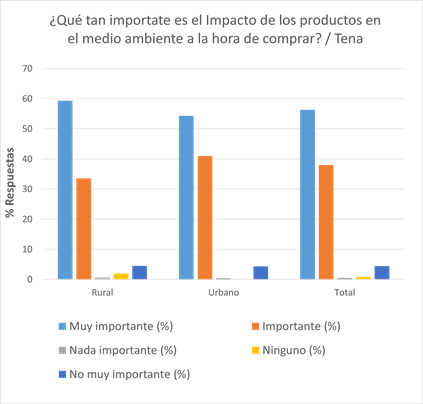 ¿Qué tan importate es el Impacto de los productos en
el medio ambiente a la hora de comprar? / Tena
% Respuettas
70
60
50
40
30
20
10
0
Rural
Urbano
Total
Muy importante (%)
Importante (%)
Nada importante (%)
Ninguno (%)
No muy importante (%)